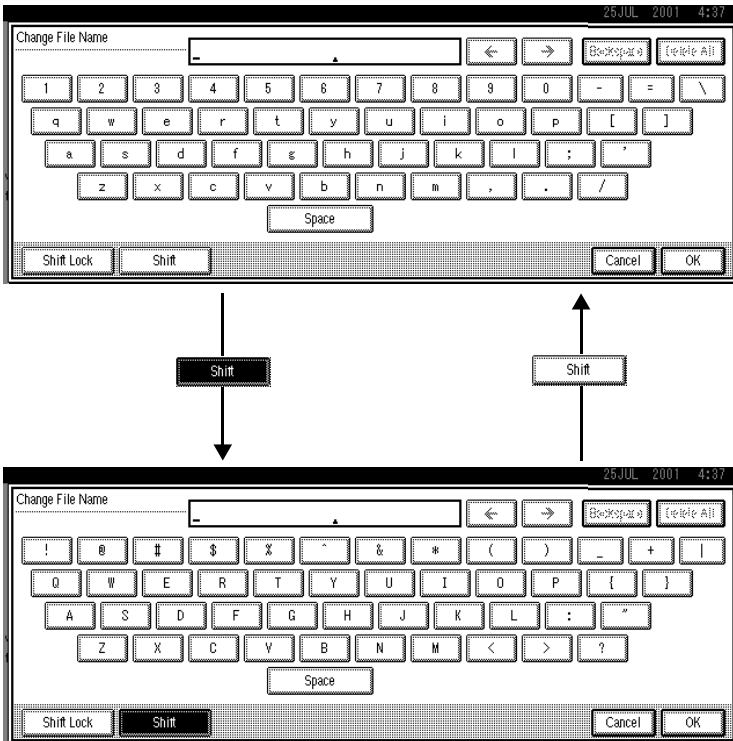 25JUL 2001 4:37
Change File Name
← → Backspace Delete All
1 2 3 4 5 6 7 8 9 0 - = \
q w e r t y u i o p [ ]
a s d f g h j k l ; '
z x c v b n m , . /
Space
Shift Lock Shift Cancel OK
Shift Shift
25JUL 2001 4:37
Change File Name
← → Backspace Delete All
! @ # $ % ^ & * ( ) _ + |
Q W E R T Y U I O P { }
A S D F G H J K L : "
Z X C V B N M < > ?
Space
Shift Lock Shift Cancel OK